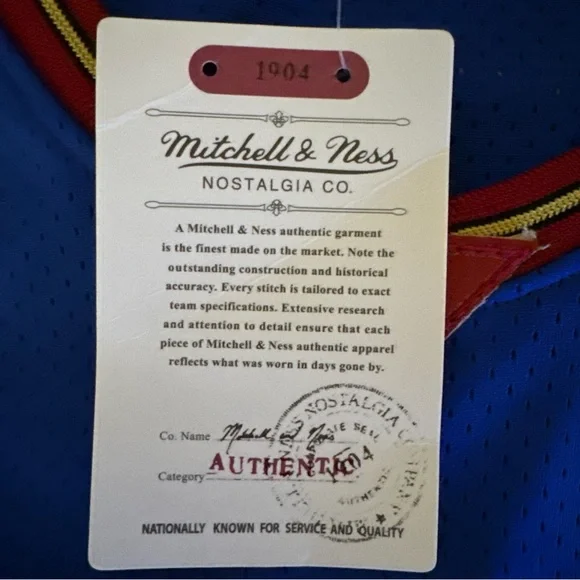 1904
Mitchell & Ness
NOSTALGIA CO.
A Mitchell & Ness authentic garment
is the finest made on the market. Note the
outstanding construction and historical
accuracy. Every stitch is tailored to exact
team specifications. Extensive research
and attention to detail ensure that each
piece of Mitchell & Ness authentic apparel
reflects what was worn in days gone by.
Co. Name
Category AUTHENTIC
NOSTALGIA
SEAL
1904
NATIONALLY KNOWN FOR SERVICE AND QUALITY